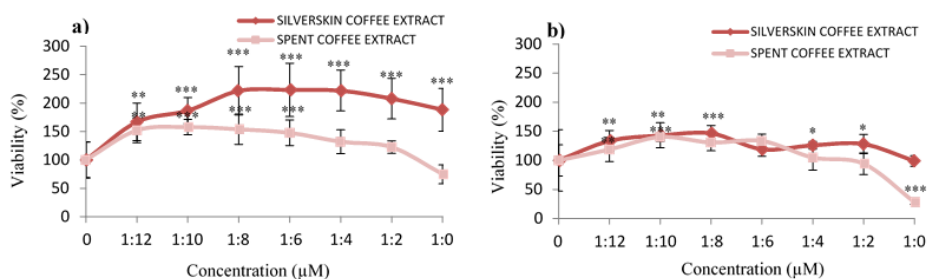 a)
SILVERSKIN COFFEE EXTRACT
SPENT COFFEE EXTRACT
Viability (%)
300
250
200
150
100
50
0
** *** *** *** *** *** ***
** *** *** ***
0 1:12 1:10 1:8 1:6 1:4 1:2 1:0
Concentration (µM)
b)
SILVERSKIN COFFEE EXTRACT
SPENT COFFEE EXTRACT
Viability (%)
300
250
200
150
100
50
0
** ** *** * *
** *** ***
0 1:12 1:10 1:8 1:6 1:4 1:2 1:0
Concentration (µM)